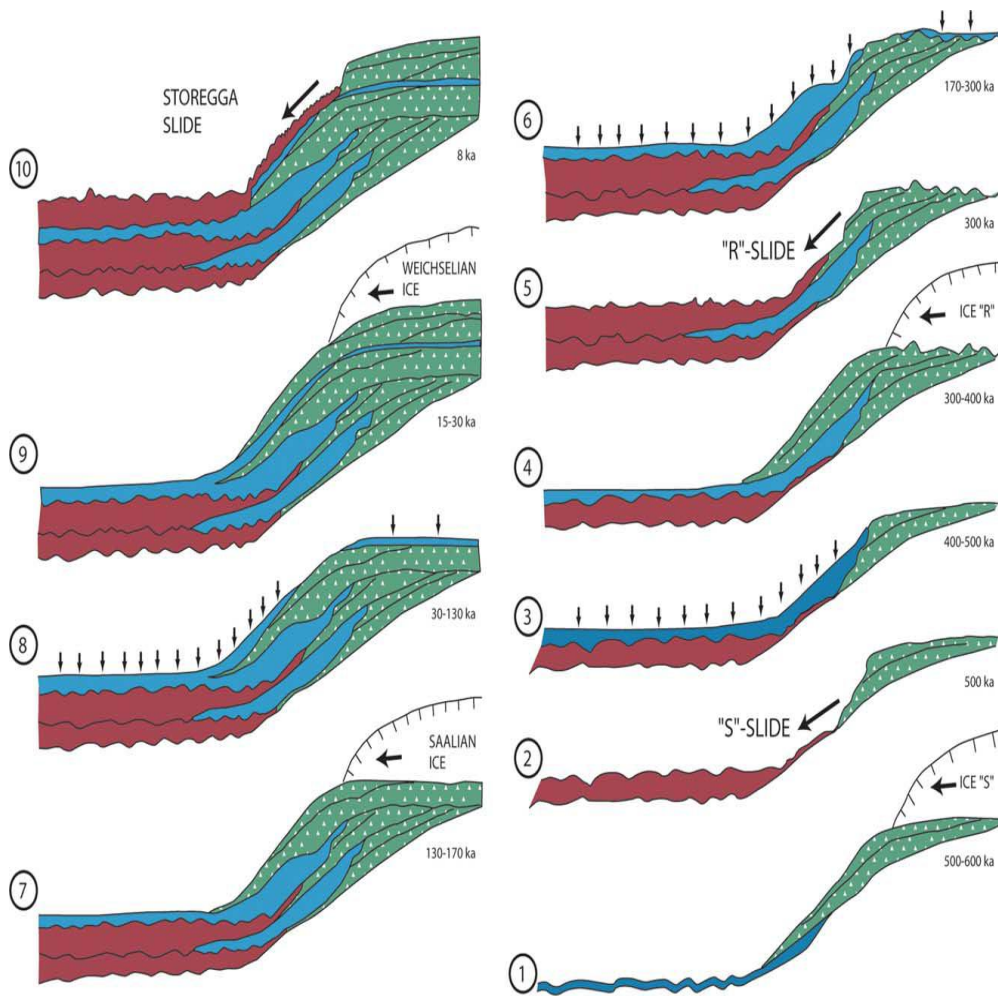 STOREGGA
SLIDE
10
8 ka
WEICHSELIAN
ICE
9
15-30 ka
8
30-130 ka
SAALIAN
ICE
7
130-170 ka
6
170-300 ka
"R"-SLIDE
5
300 ka
ICE "R"
4
300-400 ka
3
400-500 ka
"S"-SLIDE
2
500 ka
ICE "S"
1
500-600 ka